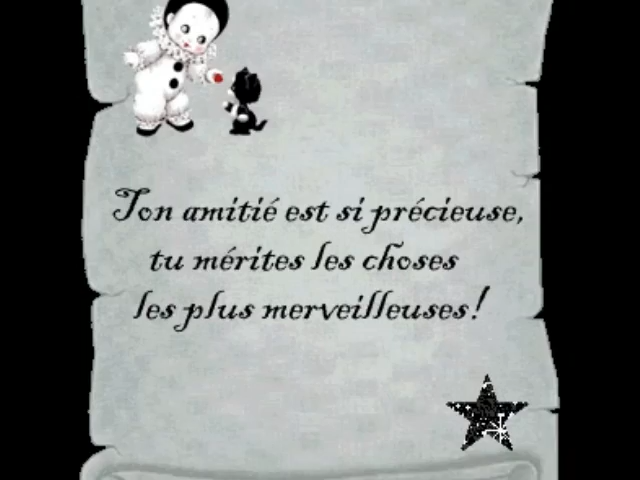 Ton amitié est si précieuse,
tu mérites les choses
les plus merveilleuses!